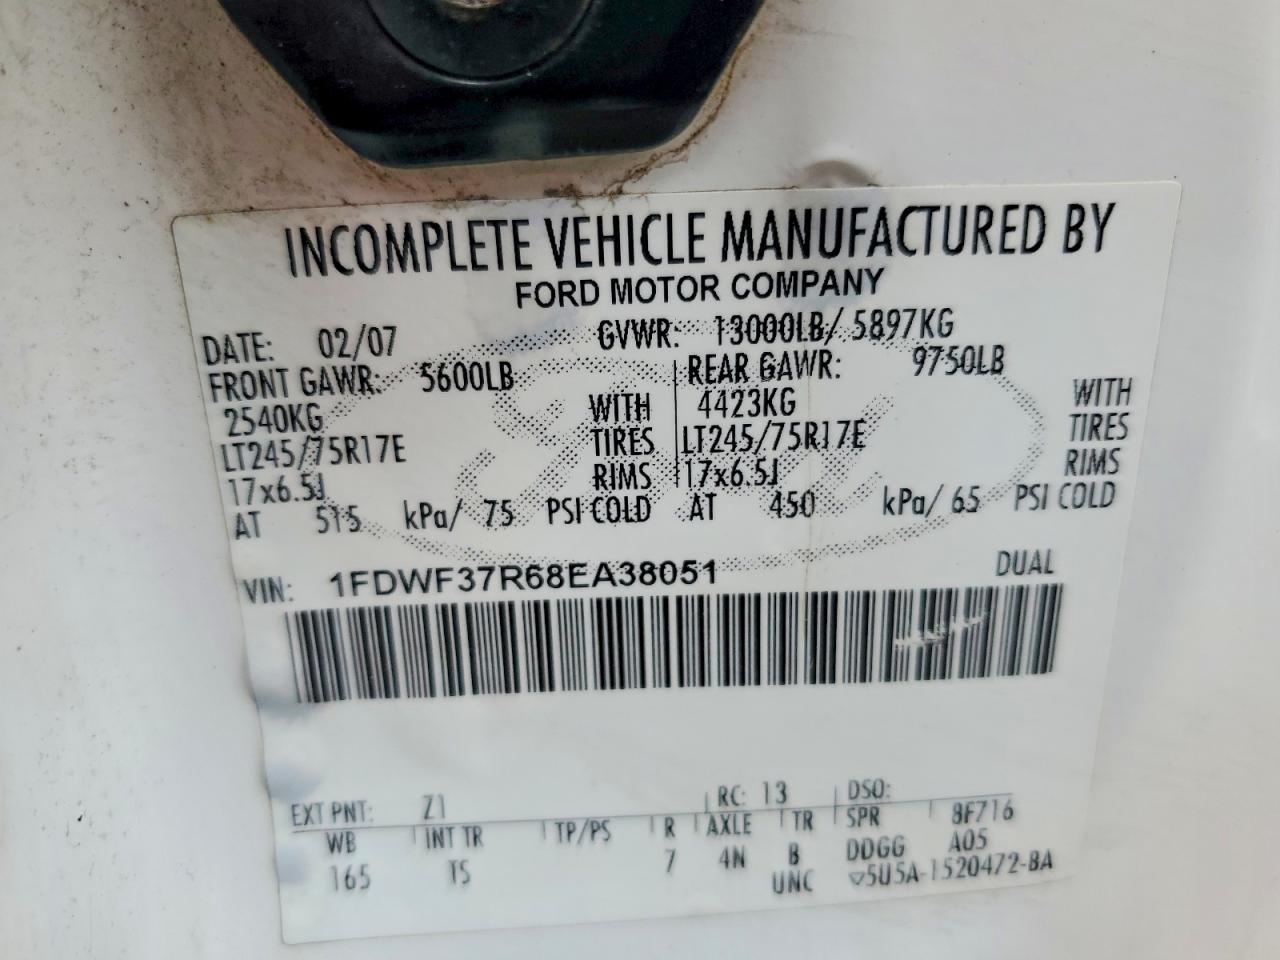 INCOMPLETE VEHICLE MANUFACTURED BY
FORD MOTOR COMPANY
DATE: 02/07 GVWR: 13000LB/ 5897KG
FRONT GAWR: 5600LB REAR GAWR: 9750LB
2540KG WITH 4423KG WITH
LT245/75R17E TIRES LT245/75R17E TIRES
17x6.5J RIMS 17x6.5J RIMS
AT 515 kPa/ 75 PSI COLD AT 450 kPa/ 65 PSI COLD
VIN: 1FDWF37R68EA38051 DUAL
EXT PNT: Z1 RC: 13 DSO:
WB INT TR TP/PS R AXLE TR SPR 8F716
165 TS 7 4N B DDGG A05
UNC ▽5U5A-1520472-BA